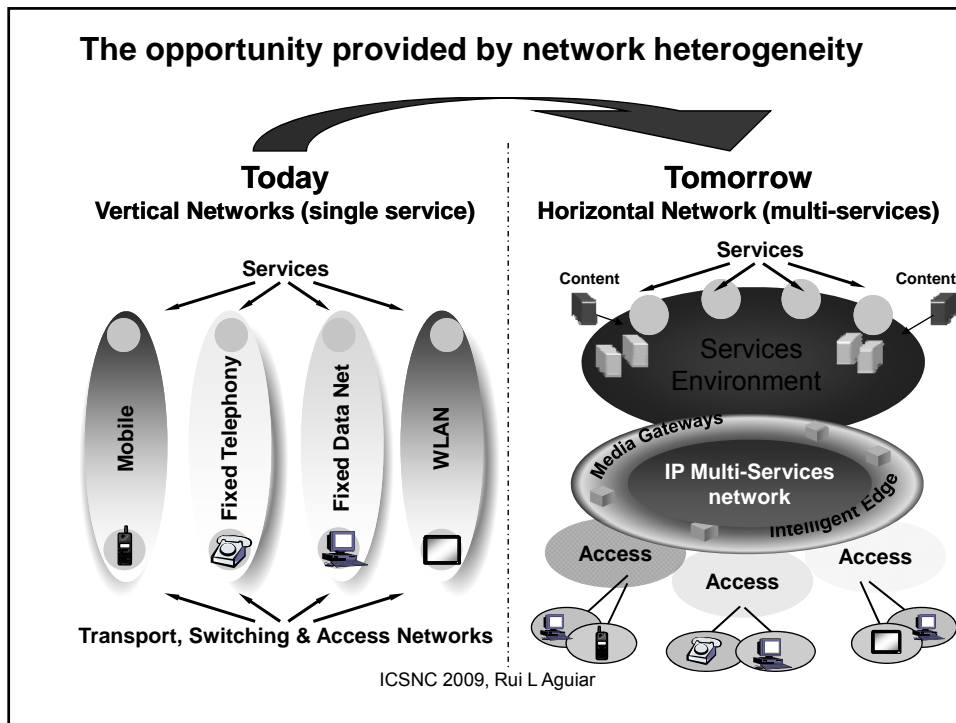 The opportunity provided by network heterogeneity
Today
Vertical Networks (single service)
Services
Mobile
Fixed Telephony
Fixed Data Net
WLAN
Transport, Switching & Access Networks
Tomorrow
Horizontal Network (multi-services)
Services
Content
Content
Services
Environment
Media Gateways
IP Multi-Services
network
Intelligent Edge
Access
Access
Access
ICSNC 2009, Rui L Aguiar